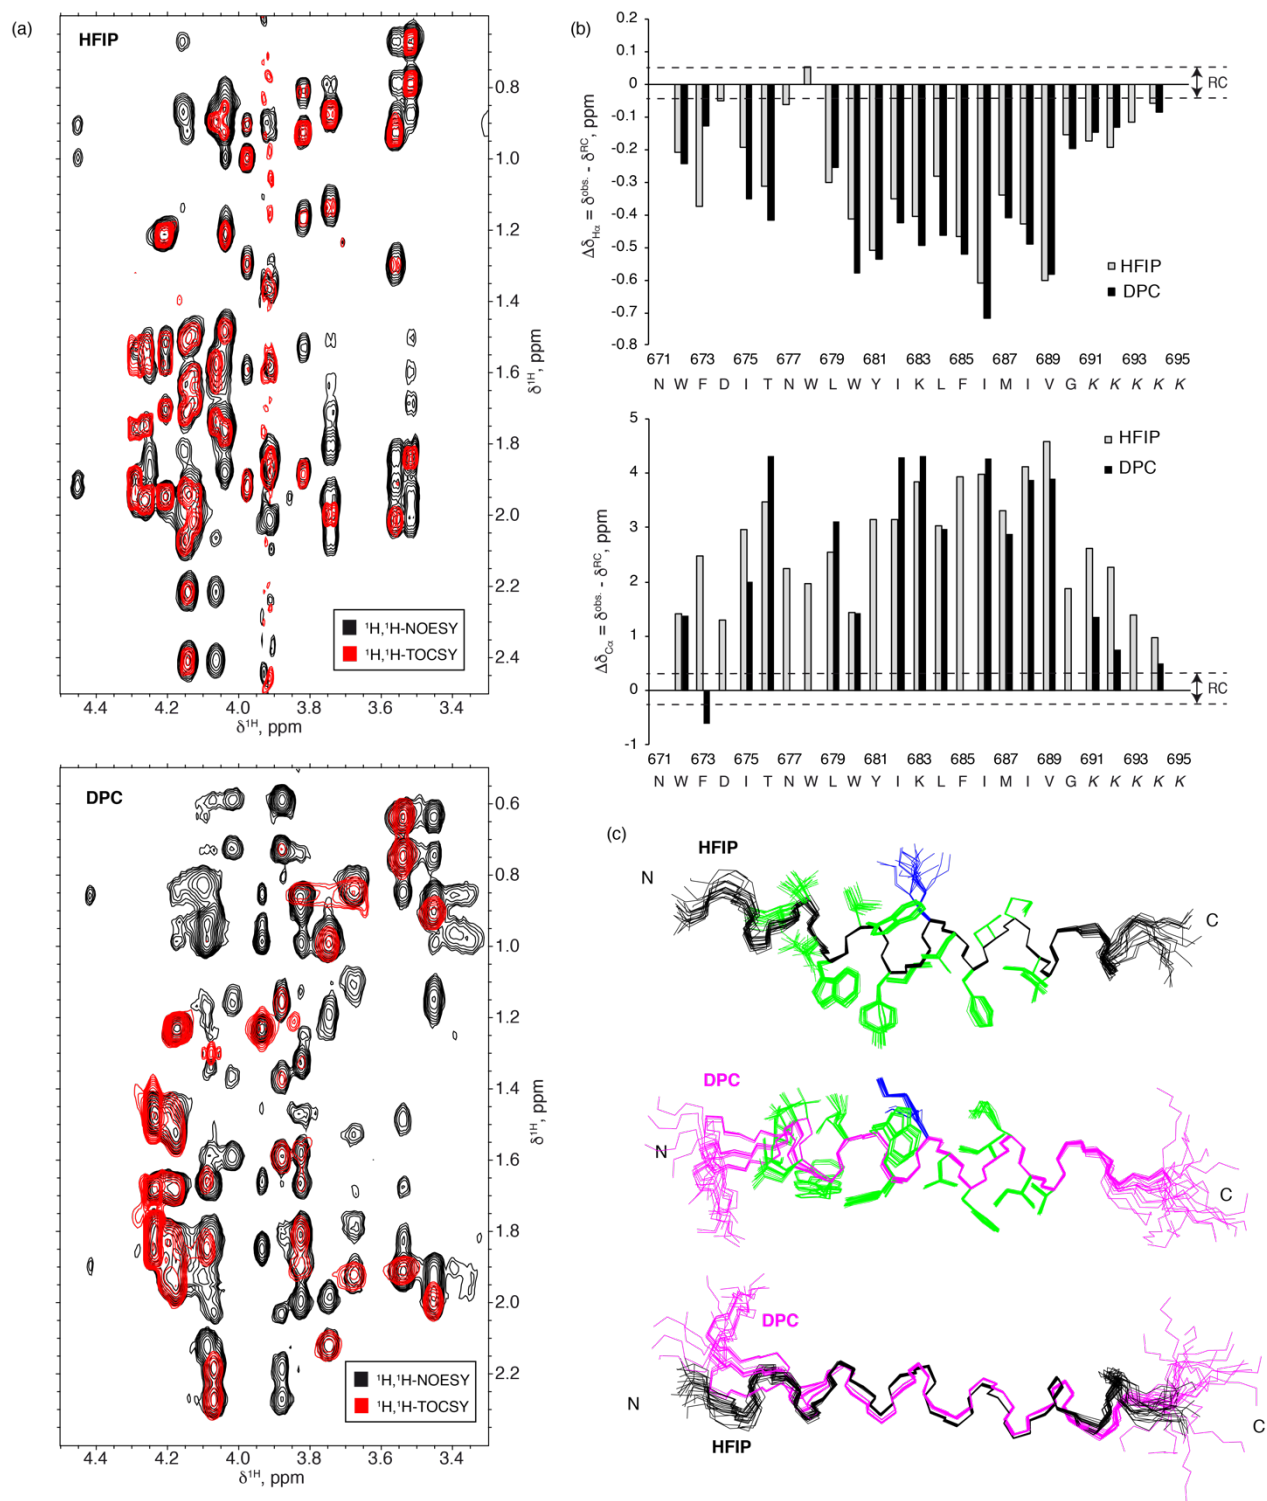 (a)
HFIP
0.8
1.0
1.2
1.4
1.6
1.8
2.0
2.2
2.4
δ¹H, ppm
¹H,¹H-NOESY
¹H,¹H-TOCSY
4.4 4.2 4.0 3.8 3.6 3.4
δ¹H, ppm
DPC
0.6
0.8
1.0
1.2
1.4
1.6
1.8
2.0
2.2
δ¹H, ppm
¹H,¹H-NOESY
¹H,¹H-TOCSY
4.4 4.2 4.0 3.8 3.6 3.4
δ¹H, ppm
(b)
Δδ Hα = δobs. - δRC, ppm
0.2
0.1
0
-0.1
-0.2
-0.3
-0.4
-0.5
-0.6
-0.7
-0.8
RC
HFIP
DPC
671 673 675 677 679 681 683 685 687 689 691 693 695
N W F D I T N W L W Y I K L F I M I V G K K K K K
Δδ Cα = δobs. - δRC, ppm
5
4
3
2
1
0
-1
HFIP
DPC
RC
671 673 675 677 679 681 683 685 687 689 691 693 695
N W F D I T N W L W Y I K L F I M I V G K K K K K
(c)
HFIP
N
C
DPC
N
C
DPC
N
C
HFIP